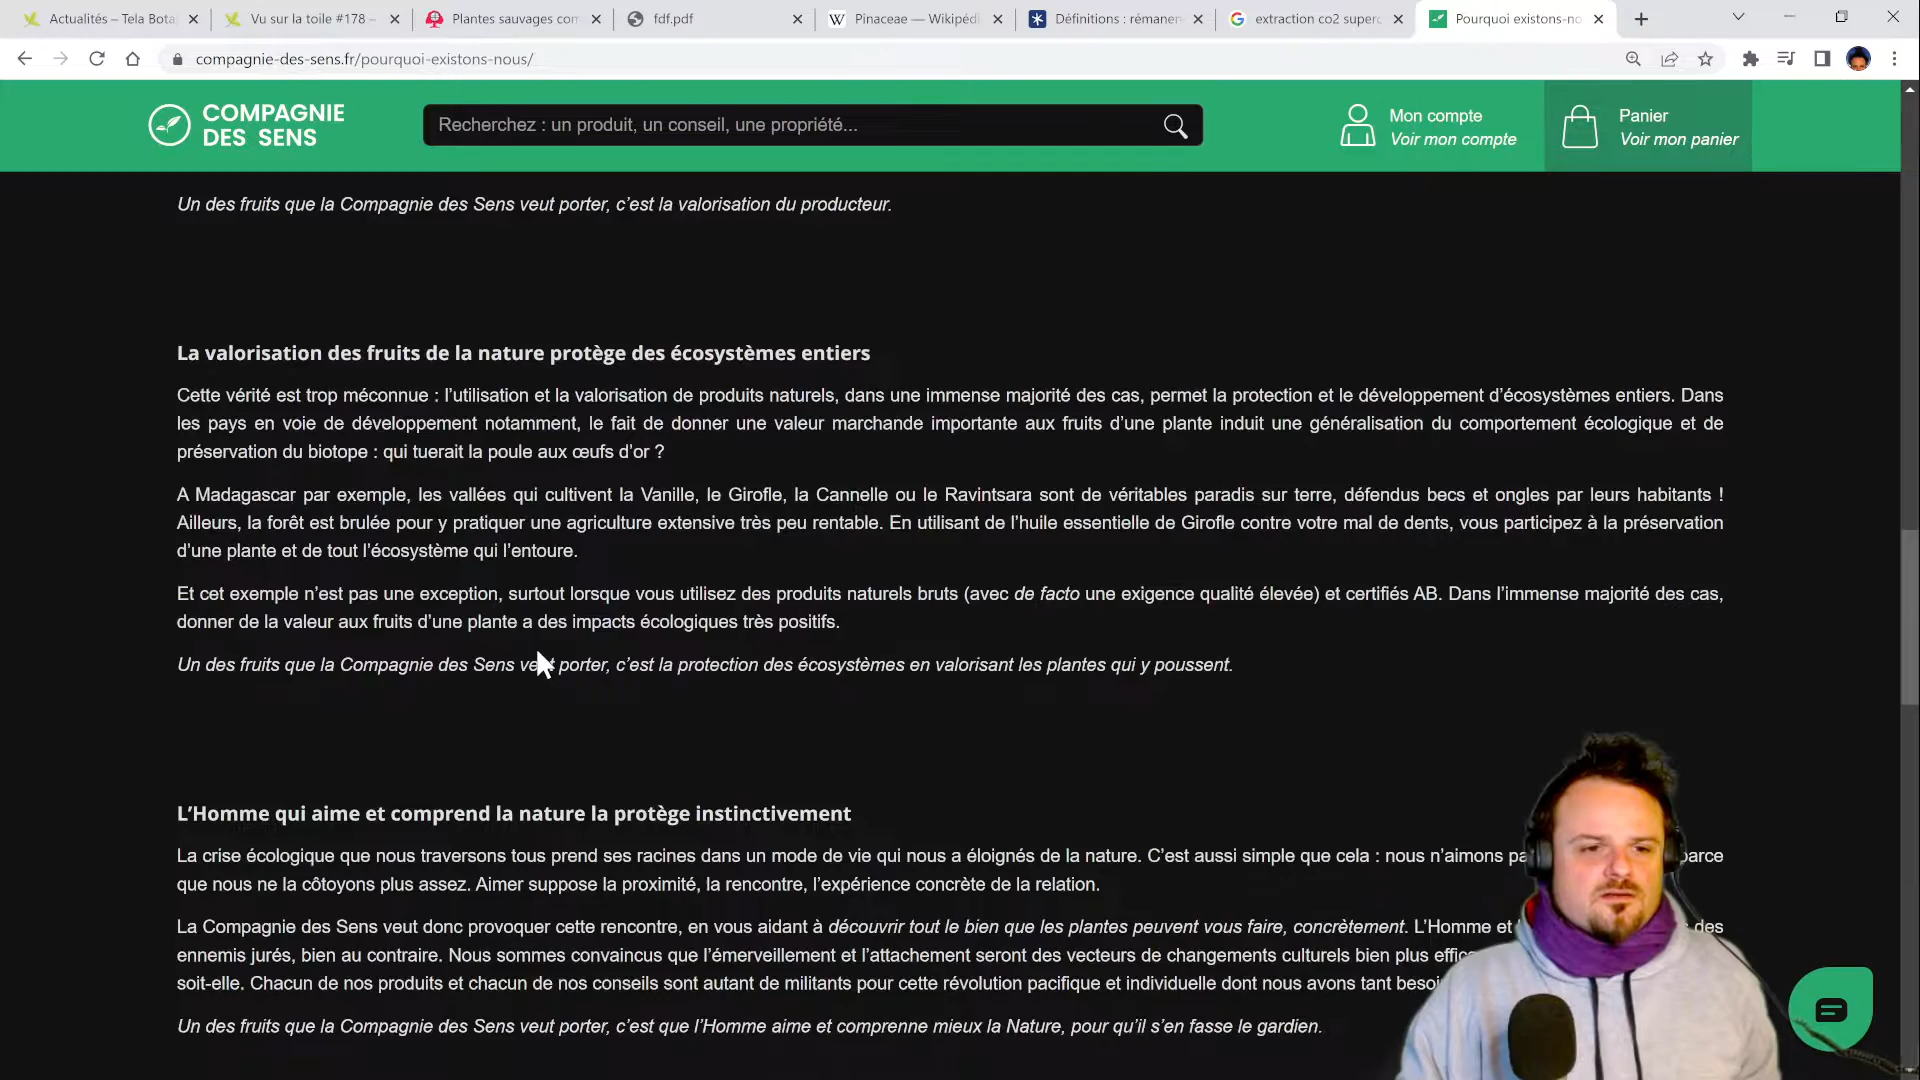 Actualités – Tela Bota
Vu sur la toile #178 –
Plantes sauvages com
fdf.pdf
Pinaceae — Wikipéd
Définitions : rémanen
extraction co2 superc
Pourquoi existons-no
compagnie-des-sens.fr/pourquoi-existons-nous/
COMPAGNIE
DES SENS
Recherchez : un produit, un conseil, une propriété...
Mon compte
Voir mon compte
Panier
Voir mon panier
Un des fruits que la Compagnie des Sens veut porter, c’est la valorisation du producteur.
La valorisation des fruits de la nature protège des écosystèmes entiers
Cette vérité est trop méconnue : l’utilisation et la valorisation de produits naturels, dans une immense majorité des cas, permet la protection et le développement d’écosystèmes entiers. Dans
les pays en voie de développement notamment, le fait de donner une valeur marchande importante aux fruits d’une plante induit une généralisation du comportement écologique et de
préservation du biotope : qui tuerait la poule aux œufs d’or ?
A Madagascar par exemple, les vallées qui cultivent la Vanille, le Girofle, la Cannelle ou le Ravintsara sont de véritables paradis sur terre, défendus becs et ongles par leurs habitants !
Ailleurs, la forêt est brulée pour y pratiquer une agriculture extensive très peu rentable. En utilisant de l’huile essentielle de Girofle contre votre mal de dents, vous participez à la préservation
d’une plante et de tout l’écosystème qui l’entoure.
Et cet exemple n’est pas une exception, surtout lorsque vous utilisez des produits naturels bruts (avec de facto une exigence qualité élevée) et certifiés AB. Dans l’immense majorité des cas,
donner de la valeur aux fruits d’une plante a des impacts écologiques très positifs.
Un des fruits que la Compagnie des Sens veut porter, c’est la protection des écosystèmes en valorisant les plantes qui y poussent.
L’Homme qui aime et comprend la nature la protège instinctivement
La crise écologique que nous traversons tous prend ses racines dans un mode de vie qui nous a éloignés de la nature. C’est aussi simple que cela : nous n’aimons pa parce
que nous ne la côtoyons plus assez. Aimer suppose la proximité, la rencontre, l’expérience concrète de la relation.
La Compagnie des Sens veut donc provoquer cette rencontre, en vous aidant à découvrir tout le bien que les plantes peuvent vous faire, concrètement. L’Homme et des
ennemis jurés, bien au contraire. Nous sommes convaincus que l’émerveillement et l’attachement seront des vecteurs de changements culturels bien plus effic
soit-elle. Chacun de nos produits et chacun de nos conseils sont autant de militants pour cette révolution pacifique et individuelle dont nous avons tant besoi
Un des fruits que la Compagnie des Sens veut porter, c’est que l’Homme aime et comprenne mieux la Nature, pour qu’il s’en fasse le gardien.